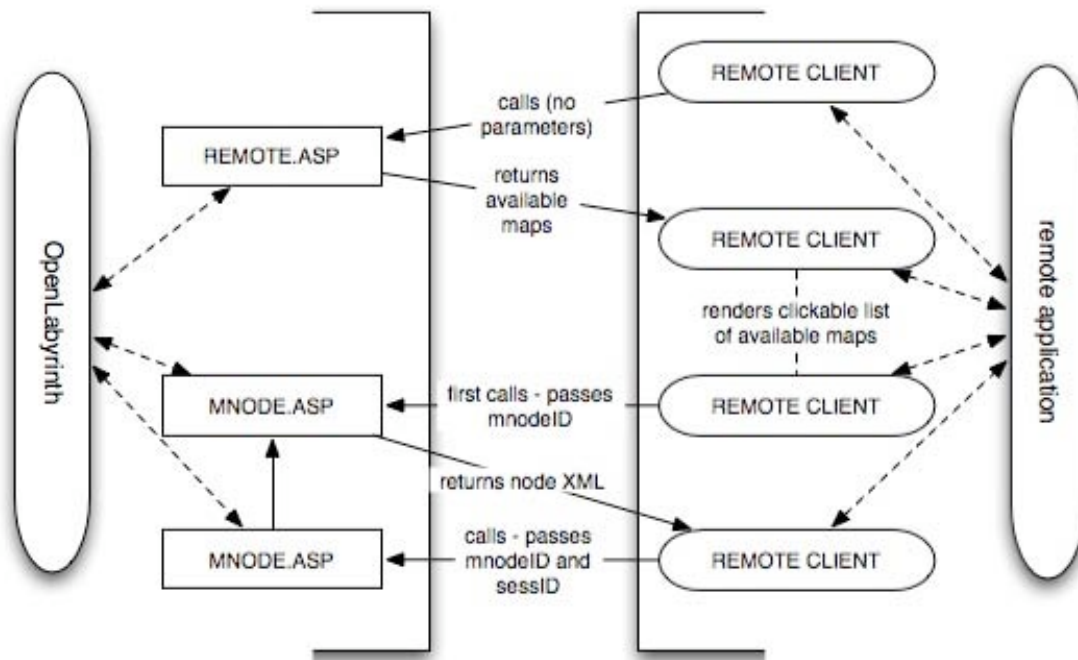 REMOTE CLIENT
calls (no
parameters)
REMOTE.ASP
returns
available
maps
REMOTE CLIENT
OpenLabyrinth
remote application
renders clickable list
of available maps
MNODE.ASP
first calls - passes
mnodeID
REMOTE CLIENT
returns node XML
MNODE.ASP
calls - passes
mnodeID and
sessID
REMOTE CLIENT